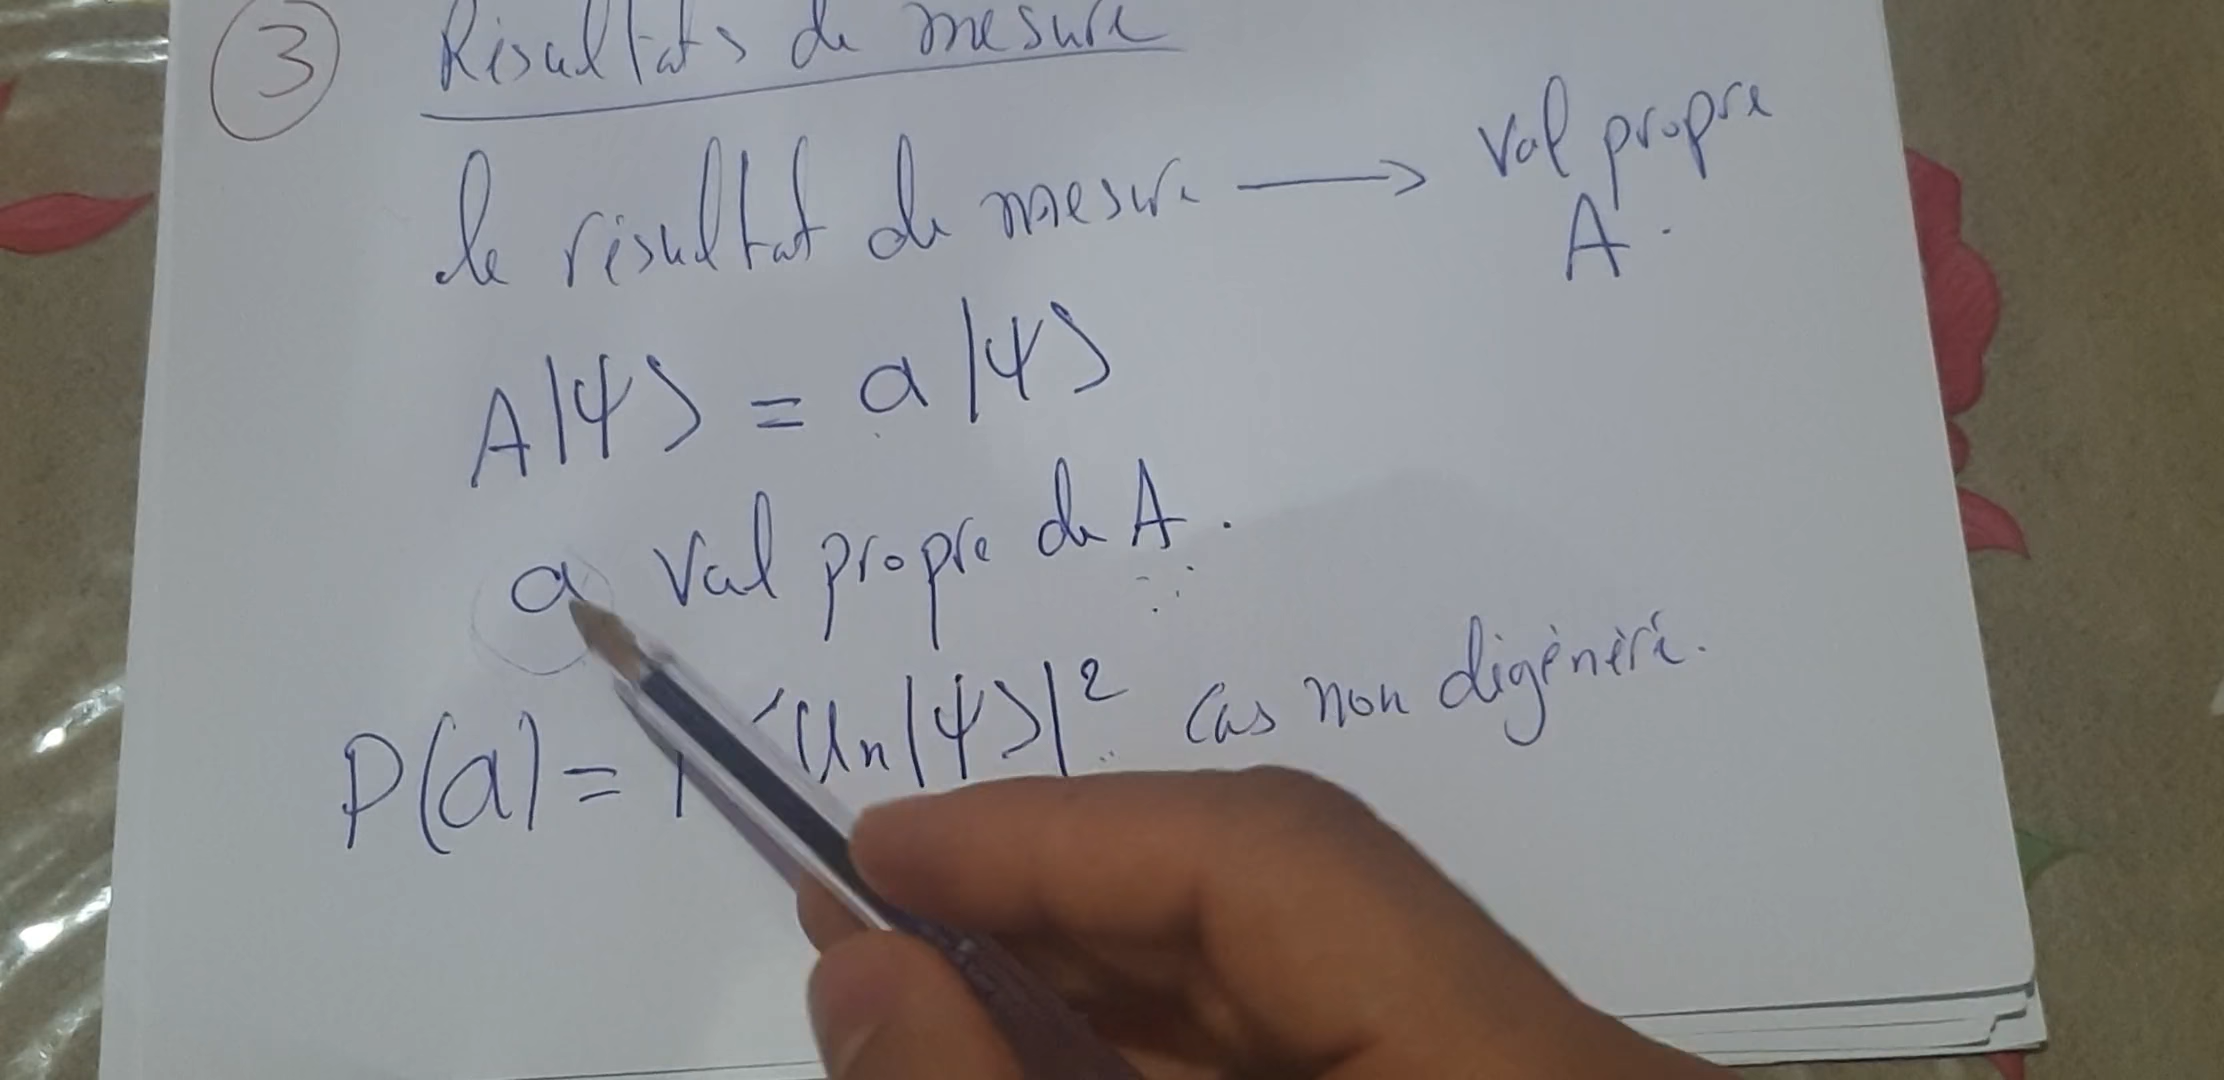 3 Résultats de mesure
le résultat de mesure → Val propre
A.
A|ψ> = a|ψ>
a val propre de A.
P(a) = |<Un|ψ>|² Cas non dégénéré.